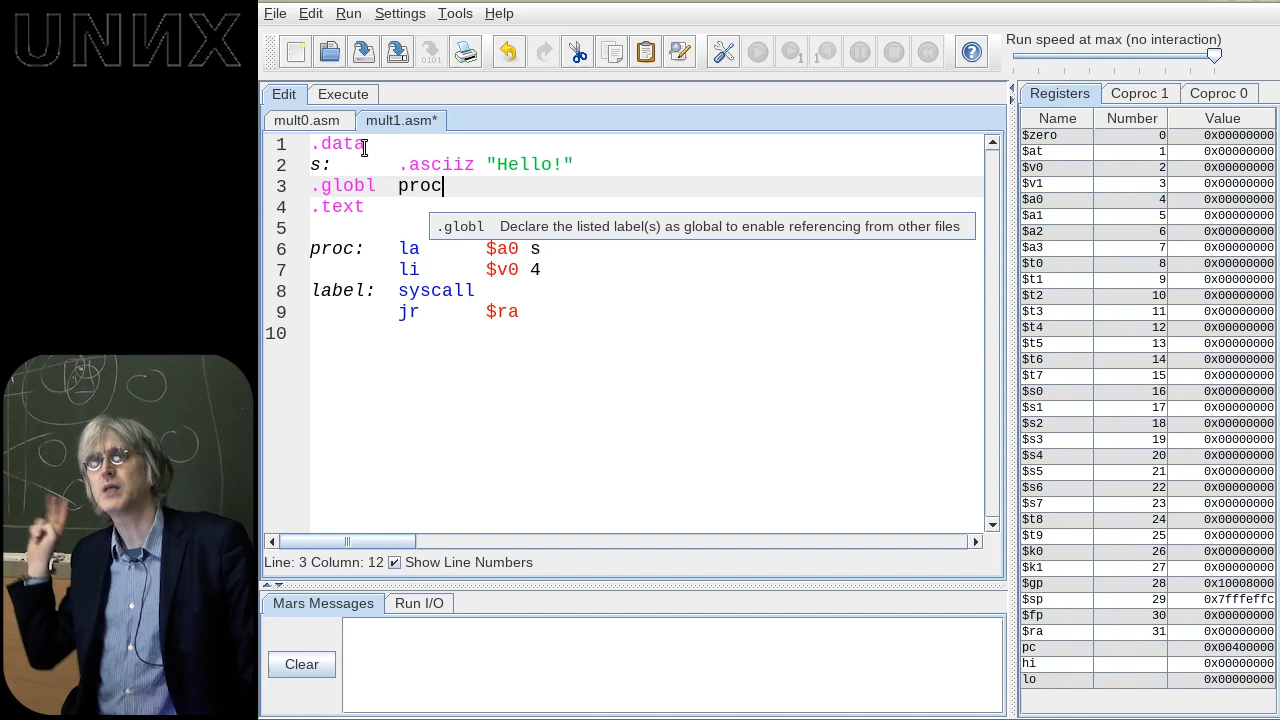 UNИX
File Edit Run Settings Tools Help
Run speed at max (no interaction)
Edit Execute
mult0.asm mult1.asm*
1 .data
2 s: .asciiz "Hello!"
3 .globl proc
4 .text
.globl Declare the listed label(s) as global to enable referencing from other files
5
6 proc: la $a0 s
7 li $v0 4
8 label: syscall
9 jr $ra
10
Line: 3 Column: 12 Show Line Numbers
Mars Messages Run I/O
Clear
Registers Coproc 1 Coproc 0
Name Number Value
$zero 0 0x00000000
$at 1 0x00000000
$v0 2 0x00000000
$v1 3 0x00000000
$a0 4 0x00000000
$a1 5 0x00000000
$a2 6 0x00000000
$a3 7 0x00000000
$t0 8 0x00000000
$t1 9 0x00000000
$t2 10 0x00000000
$t3 11 0x00000000
$t4 12 0x00000000
$t5 13 0x00000000
$t6 14 0x00000000
$t7 15 0x00000000
$s0 16 0x00000000
$s1 17 0x00000000
$s2 18 0x00000000
$s3 19 0x00000000
$s4 20 0x00000000
$s5 21 0x00000000
$s6 22 0x00000000
$s7 23 0x00000000
$t8 24 0x00000000
$t9 25 0x00000000
$k0 26 0x00000000
$k1 27 0x00000000
$gp 28 0x10008000
$sp 29 0x7fffeffc
$fp 30 0x00000000
$ra 31 0x00000000
pc 0x00400000
hi 0x00000000
lo 0x00000000